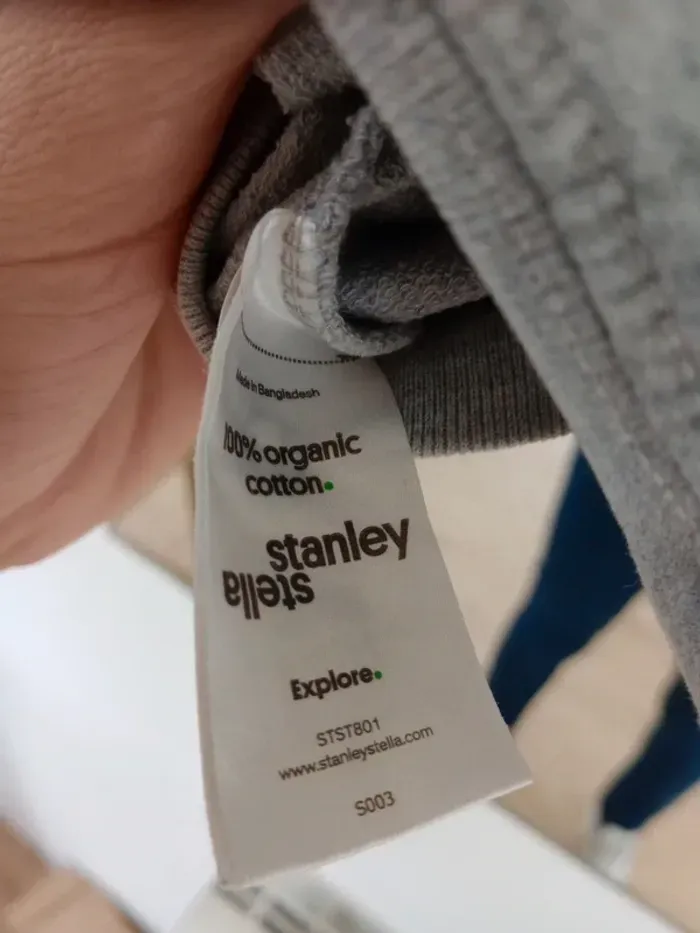 Made in Bangladesh
100% organic
cotton.
stanley
stella
Explore.
STST801
www.stanleystella.com
S003